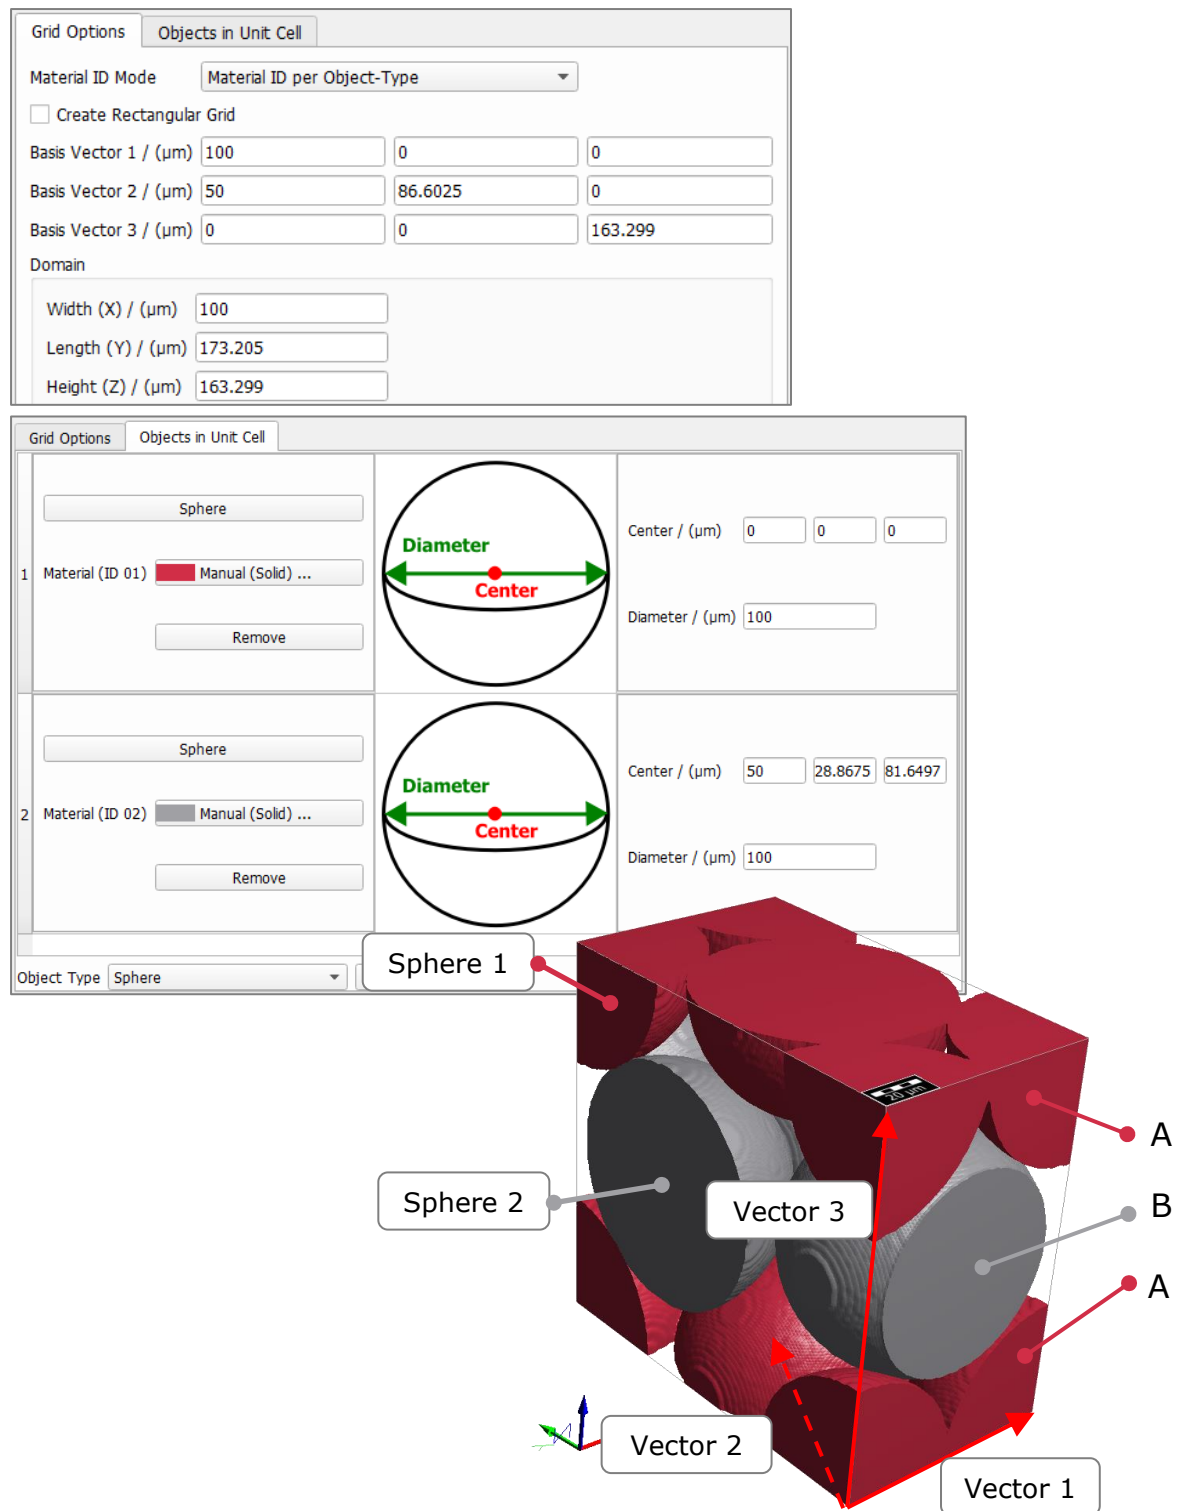 Grid Options Objects in Unit Cell
Material ID Mode Material ID per Object-Type
Create Rectangular Grid
Basis Vector 1 / (µm) 100 0 0
Basis Vector 2 / (µm) 50 86.6025 0
Basis Vector 3 / (µm) 0 0 163.299
Domain
Width (X) / (µm) 100
Length (Y) / (µm) 173.205
Height (Z) / (µm) 163.299
Grid Options Objects in Unit Cell
1
Sphere
Material (ID 01) Manual (Solid) ...
Remove
Diameter
Center
Center / (µm) 0 0 0
Diameter / (µm) 100
2
Sphere
Material (ID 02) Manual (Solid) ...
Remove
Diameter
Center
Center / (µm) 50 28.8675 81.6497
Diameter / (µm) 100
Object Type Sphere
Sphere 1
20 µm
A
Sphere 2
Vector 3
B
A
Vector 2
Vector 1